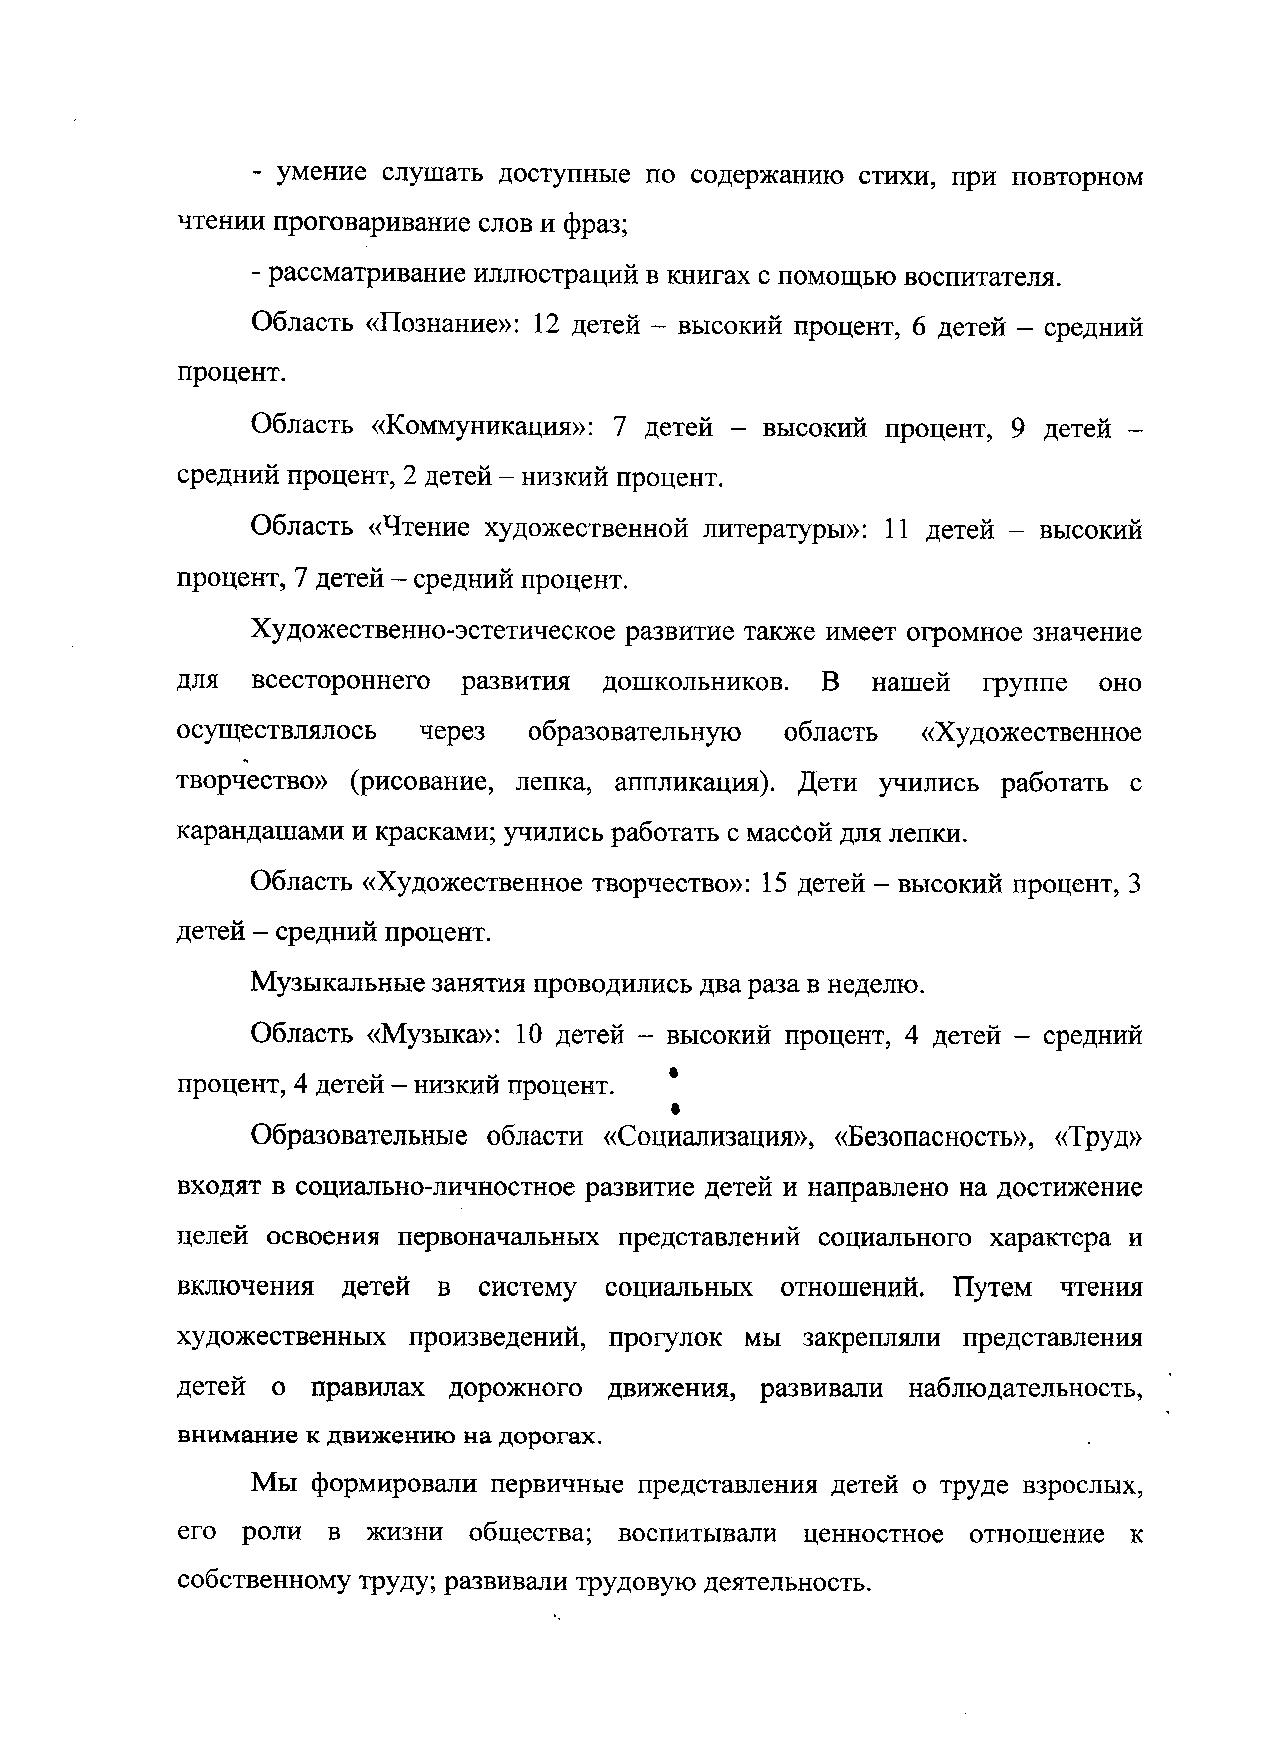 - умение слушать доступные по содержанию стихи, при повторном
чтении проговаривание слов и фраз;
- рассматривание иллюстраций в книгах с помощью воспитателя.
Область «Познание»: 12 детей – высокий процент, 6 детей – средний
процент.
Область «Коммуникация»: 7 детей – высокий процент, 9 детей –
средний процент, 2 детей – низкий процент.
Область «Чтение художественной литературы»: 11 детей – высокий
процент, 7 детей – средний процент.
Художественно-эстетическое развитие также имеет огромное значение
для всестороннего развития дошкольников. В нашей группе оно
осуществлялось через образовательную область «Художественное
творчество» (рисование, лепка, аппликация). Дети учились работать с
карандашами и красками; учились работать с массой для лепки.
Область «Художественное творчество»: 15 детей – высокий процент, 3
детей – средний процент.
Музыкальные занятия проводились два раза в неделю.
Область «Музыка»: 10 детей – высокий процент, 4 детей – средний
процент, 4 детей – низкий процент.
Образовательные области «Социализация», «Безопасность», «Труд»
входят в социально-личностное развитие детей и направлено на достижение
целей освоения первоначальных представлений социального характера и
включения детей в систему социальных отношений. Путем чтения
художественных произведений, прогулок мы закрепляли представления
детей о правилах дорожного движения, развивали наблюдательность,
внимание к движению на дорогах.
Мы формировали первичные представления детей о труде взрослых,
его роли в жизни общества; воспитывали ценностное отношение к
собственному труду; развивали трудовую деятельность.